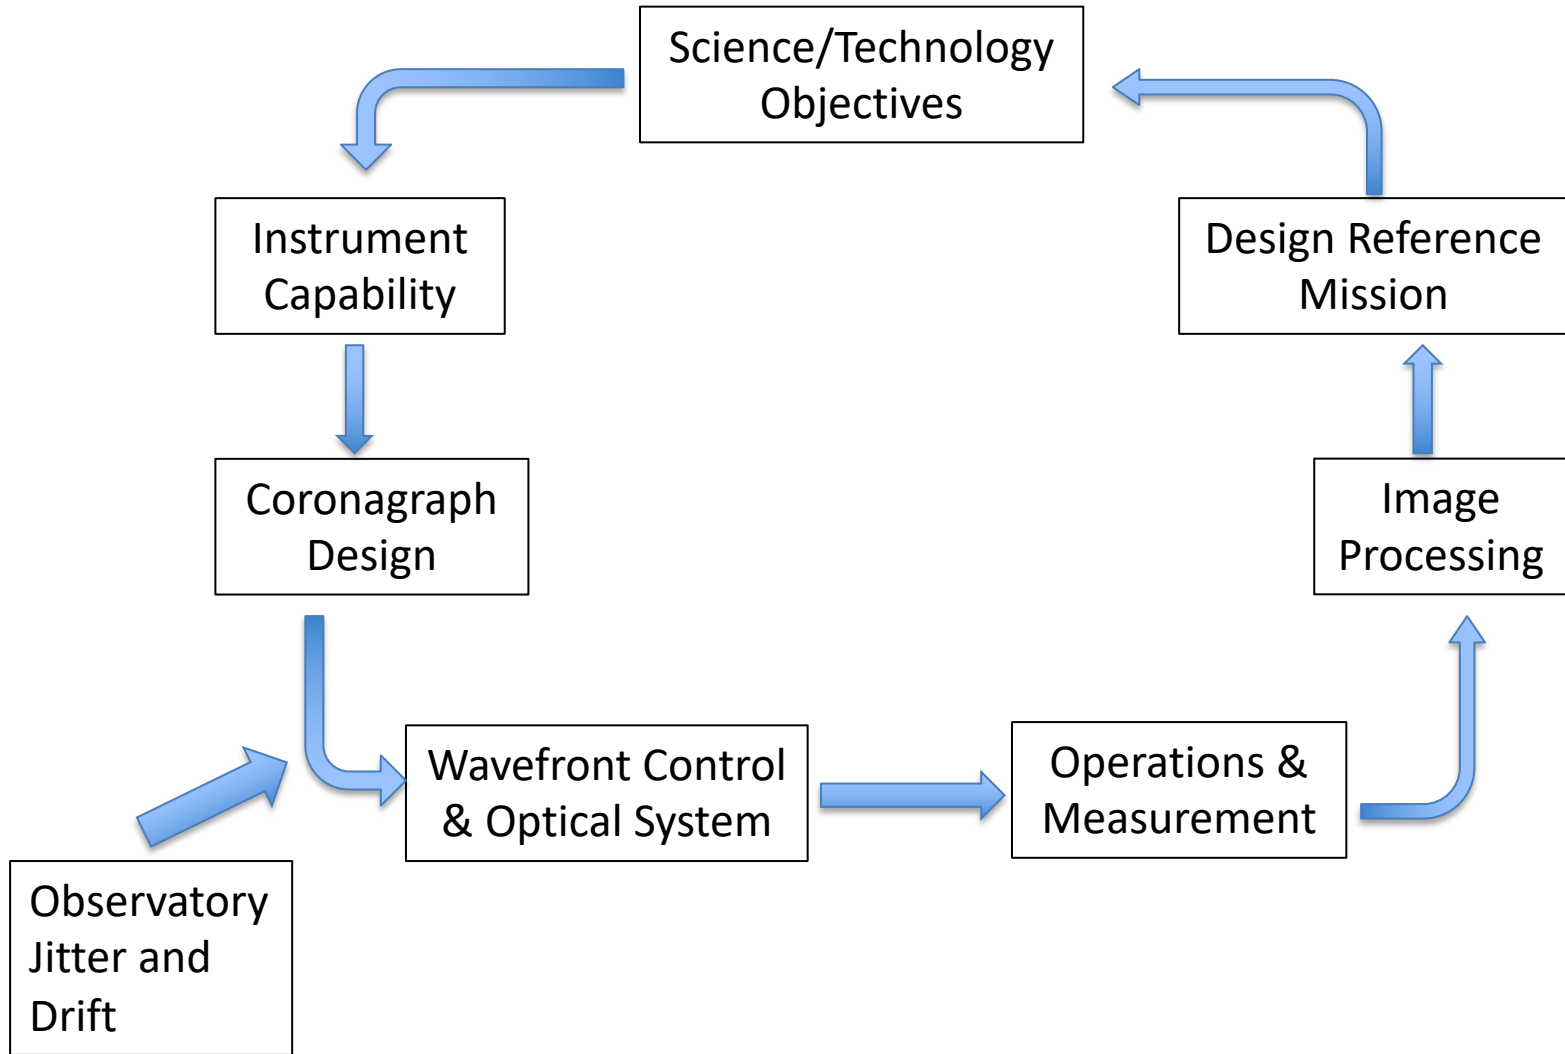 Science/Technology
Objectives
Instrument
Capability
Design Reference
Mission
Coronagraph
Design
Image
Processing
Wavefront Control
& Optical System
Operations &
Measurement
Observatory
Jitter and
Drift